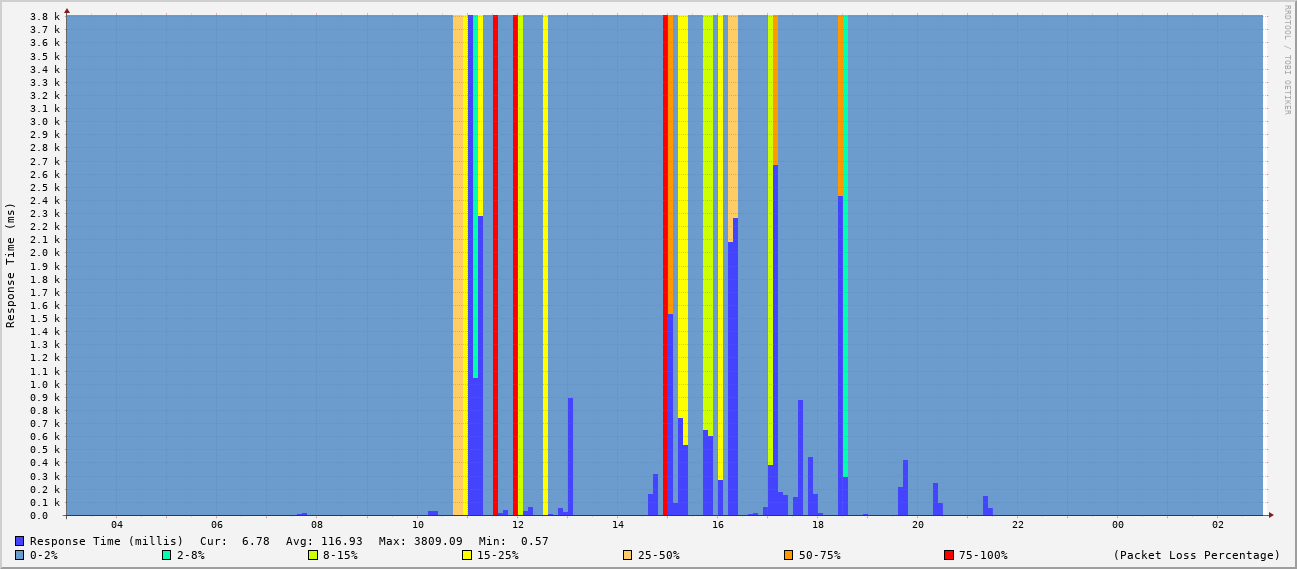 RRDTOOL / TOBI OETIKER
Response Time (ms)
3.8 k
3.7 k
3.6 k
3.5 k
3.4 k
3.3 k
3.2 k
3.1 k
3.0 k
2.9 k
2.8 k
2.7 k
2.6 k
2.5 k
2.4 k
2.3 k
2.2 k
2.1 k
2.0 k
1.9 k
1.8 k
1.7 k
1.6 k
1.5 k
1.4 k
1.3 k
1.2 k
1.1 k
1.0 k
0.9 k
0.8 k
0.7 k
0.6 k
0.5 k
0.4 k
0.3 k
0.2 k
0.1 k
0.0
04 06 08 10 12 14 16 18 20 22 00 02
Response Time (millis) Cur: 6.78 Avg: 116.93 Max: 3809.09 Min: 0.57
0-2% 2-8% 8-15% 15-25% 25-50% 50-75% 75-100% (Packet Loss Percentage)